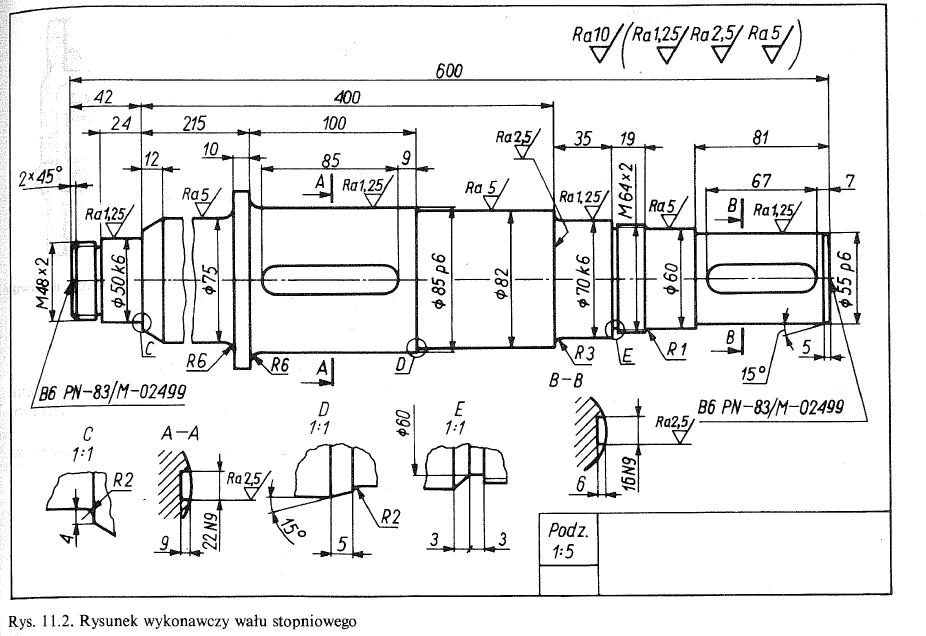 Ra10 (Ra1,25 Ra2,5 Ra5)
600
42 400
24 215 100 35 19 81
12 10 85 9 67 7
2×45° Ra1,25 Ra5 A Ra1,25 Ra5 Ra2,5 Ra1,25 M64×2 Ra5 B Ra1,25
M48×2 ϕ50k6 ϕ75 ϕ85p6 ϕ82 ϕ70k6 ϕ60 ϕ55p6
C R6 R6 A D R3 E R1 B 15° 5
B6 PN-83/M-02499
B-B
B6 PN-83/M-02499
C
1:1
R2
4
A-A
Ra2,5
9 22N9
D
1:1
15° 5 R2
E
1:1
ϕ60
3 3
Ra2,5
6 16N9
Podz.
1:5
Rys. 11.2. Rysunek wykonawczy wału stopniowego